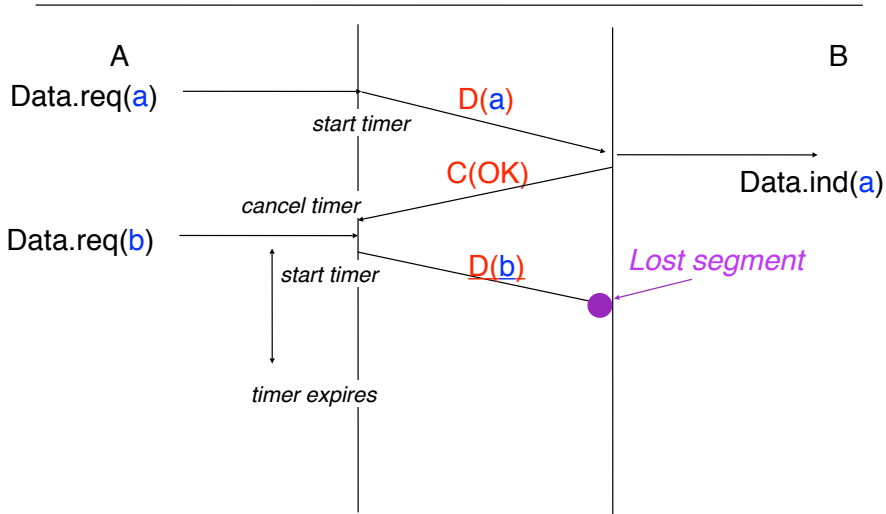 A
B
Data.req(a)
D(a)
start timer
C(OK)
Data.ind(a)
cancel timer
Data.req(b)
start timer
D(b)
Lost segment
timer expires